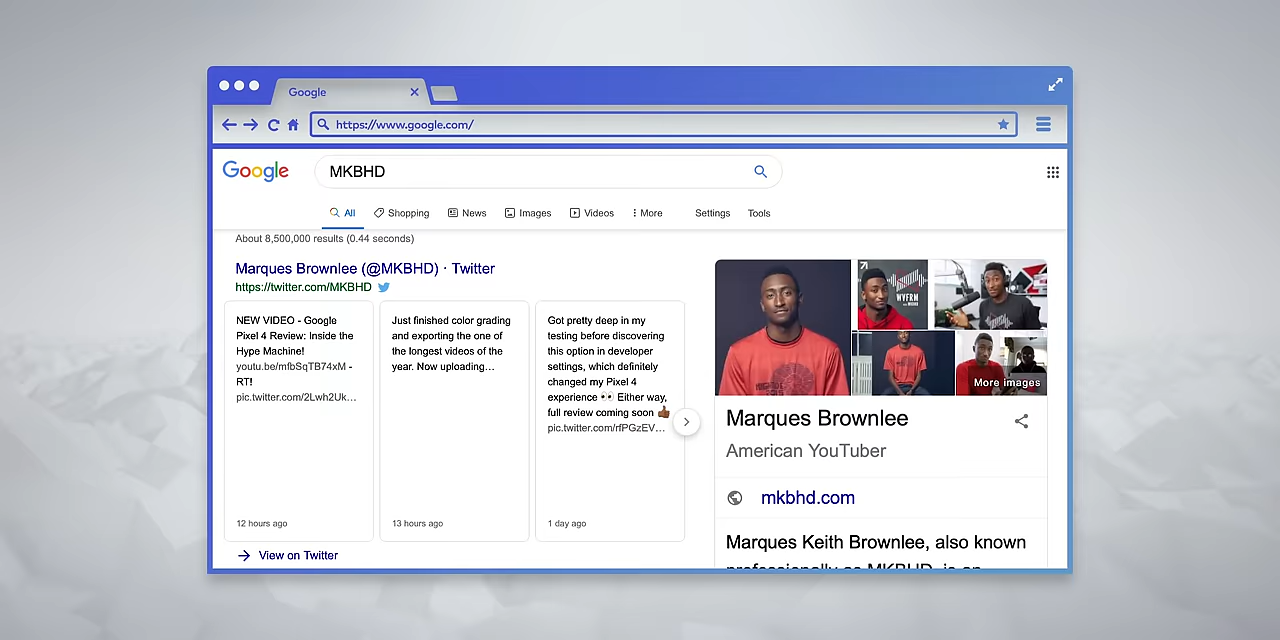 Google
https://www.google.com/
Google
MKBHD
All Shopping News Images Videos More Settings Tools
About 8,500,000 results (0.44 seconds)
Marques Brownlee (@MKBHD) · Twitter
https://twitter.com/MKBHD
NEW VIDEO - Google
Pixel 4 Review: Inside the
Hype Machine!
youtu.be/mfbSqTB74xM -
RT!
pic.twitter.com/2Lwh2Uk...
12 hours ago
Just finished color grading
and exporting the one of
the longest videos of the
year. Now uploading...
13 hours ago
Got pretty deep in my
testing before discovering
this option in developer
settings, which definitely
changed my Pixel 4
experience 👀 Either way,
full review coming soon 👍🏾
pic.twitter.com/rfPGzEV...
1 day ago
View on Twitter
WVFRM
More images
Marques Brownlee
American YouTuber
mkbhd.com
Marques Keith Brownlee, also known
professionally as MKBHD, is an